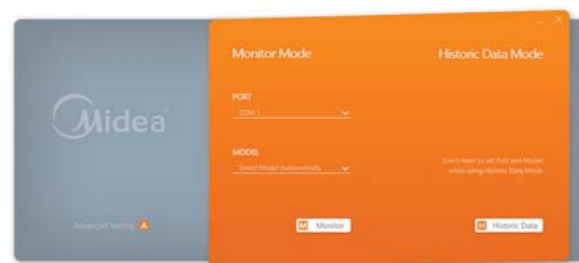 Midea
Advanced Setting A
Monitor Mode
PORT
COM 1
MODEL
Select Model Automatically
M Monitor
Historic Data Mode
Don't need to set Port and Model
when using Historic Data Mode
H Historic Data